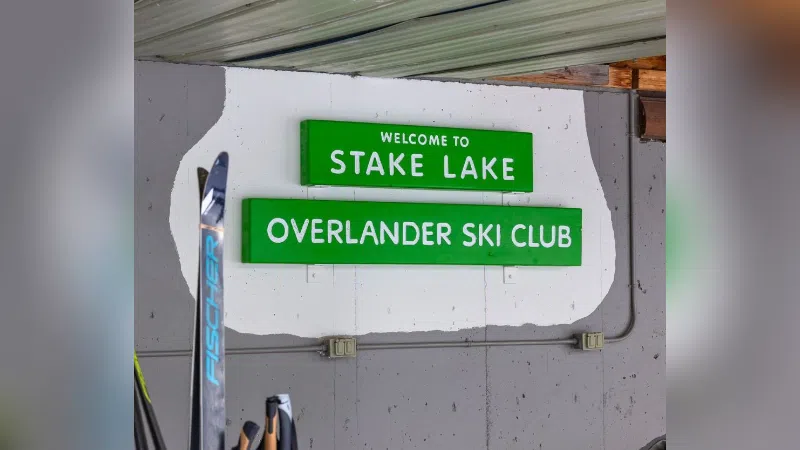 WELCOME TO
STAKE LAKE
OVERLANDER SKI CLUB
FISCHER